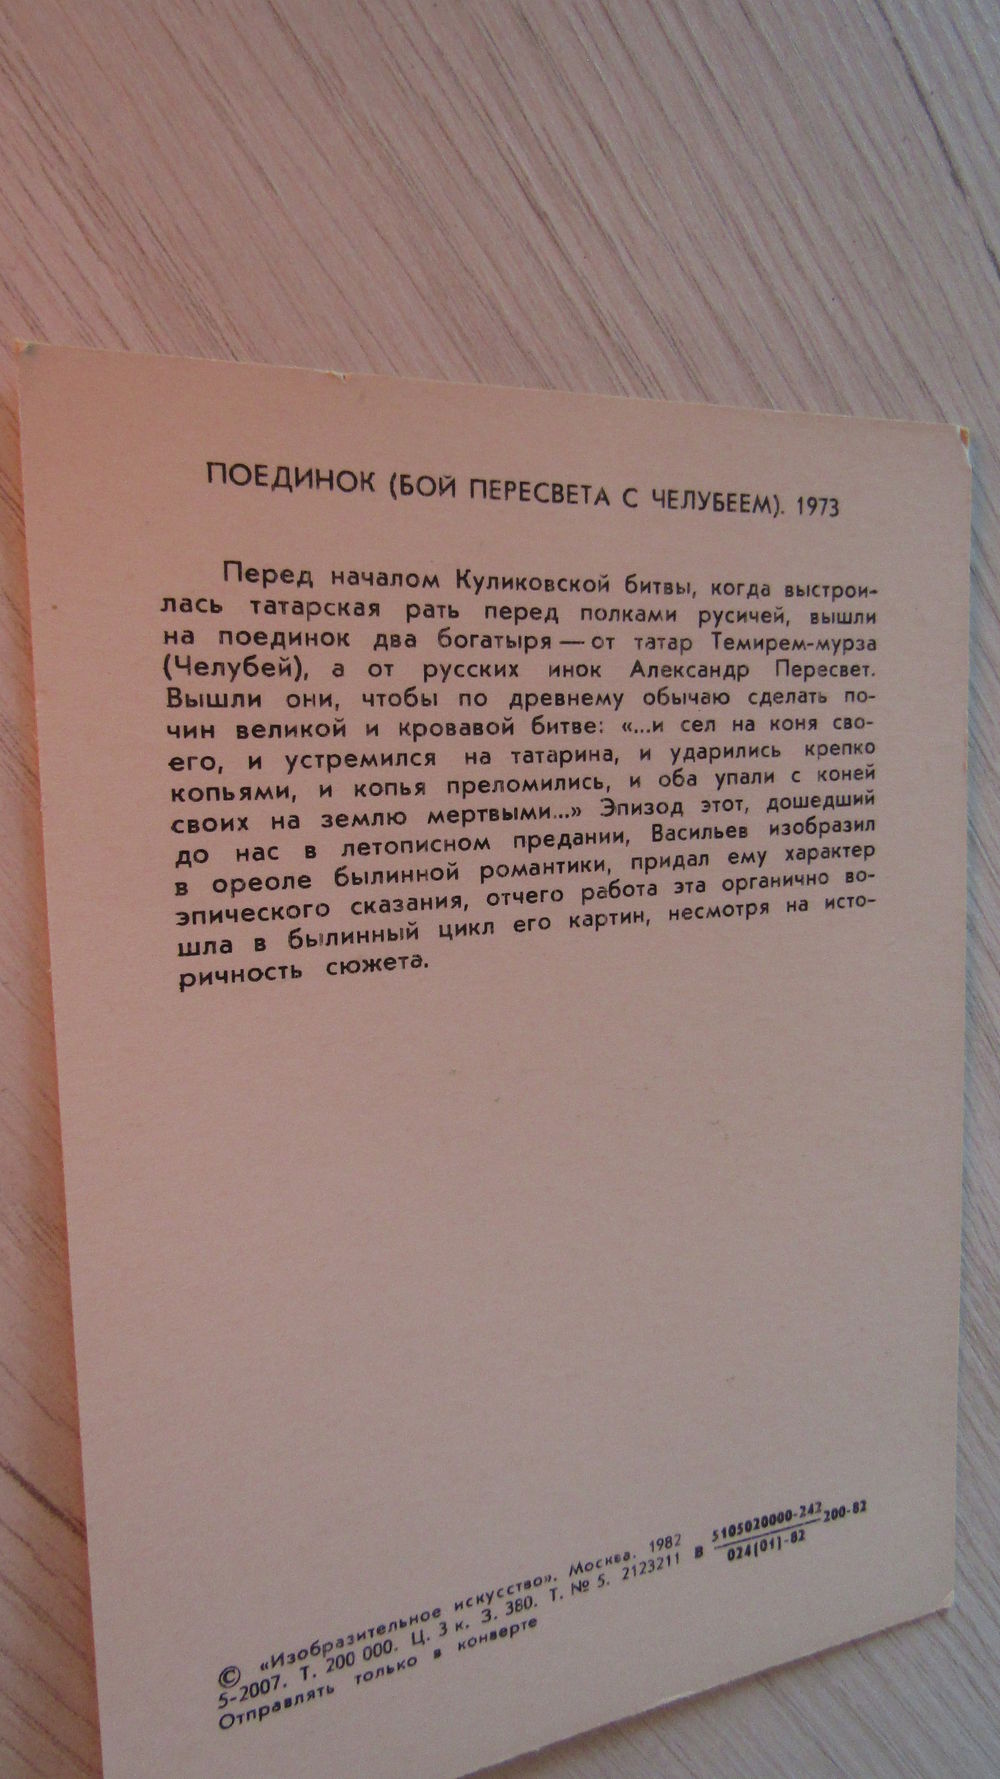 ПОЕДИНОК (БОЙ ПЕРЕСВЕТА С ЧЕЛУБЕЕМ). 1973
Перед началом Куликовской битвы, когда выстрои-
лась татарская рать перед полками русичей, вышли
на поединок два богатыря — от татар Темирем-мурза
(Челубей), а от русских инок Александр Пересвет.
Вышли они, чтобы по древнему обычаю сделать по-
чин великой и кровавой битве: «...и сел на коня сво-
его, и устремился на татарина, и ударились крепко
копьями, и копья преломились, и оба упали с коней
своих на землю мертвыми...» Эпизод этот, дошедший
до нас в летописном предании, Васильев изобразил
в ореоле былинной романтики, придал ему характер
эпического сказания, отчего работа эта органично во-
шла в былинный цикл его картин, несмотря на исто-
ричность сюжета.
© «Изобразительное искусство». Москва. 1982
5-2007. Т. 200 000. Ц. 3 к. З. 380. Т. № 5. 2123211 В 5105020000-242 200-82
024(01)-82
Отправлять только в конверте